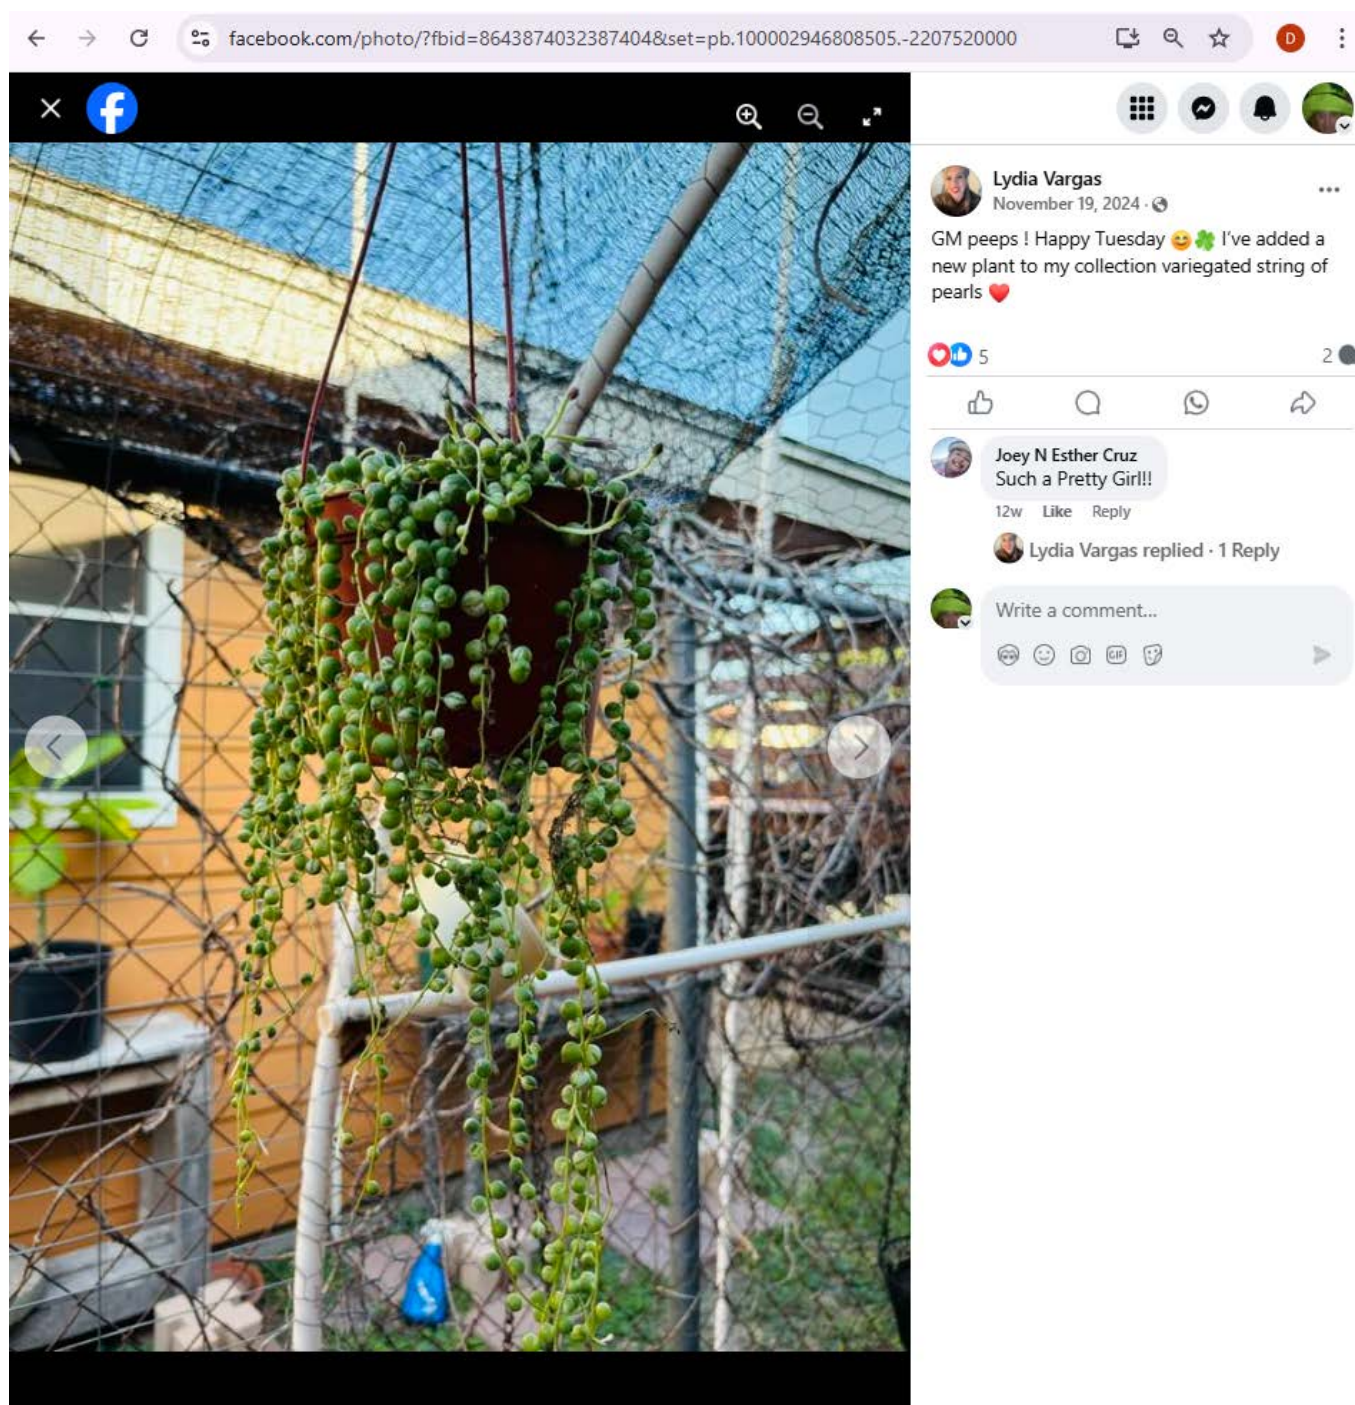 facebook.com/photo/?fbid=8643874032387404&set=pb.100002946808505.-2207520000
D
Lydia Vargas
November 19, 2024 ·
GM peeps ! Happy Tuesday 😊🍀 I've added a
new plant to my collection variegated string of
pearls ❤️
5
2
Joey N Esther Cruz
Such a Pretty Girl!!
12w Like Reply
Lydia Vargas replied · 1 Reply
Write a comment...
GIF